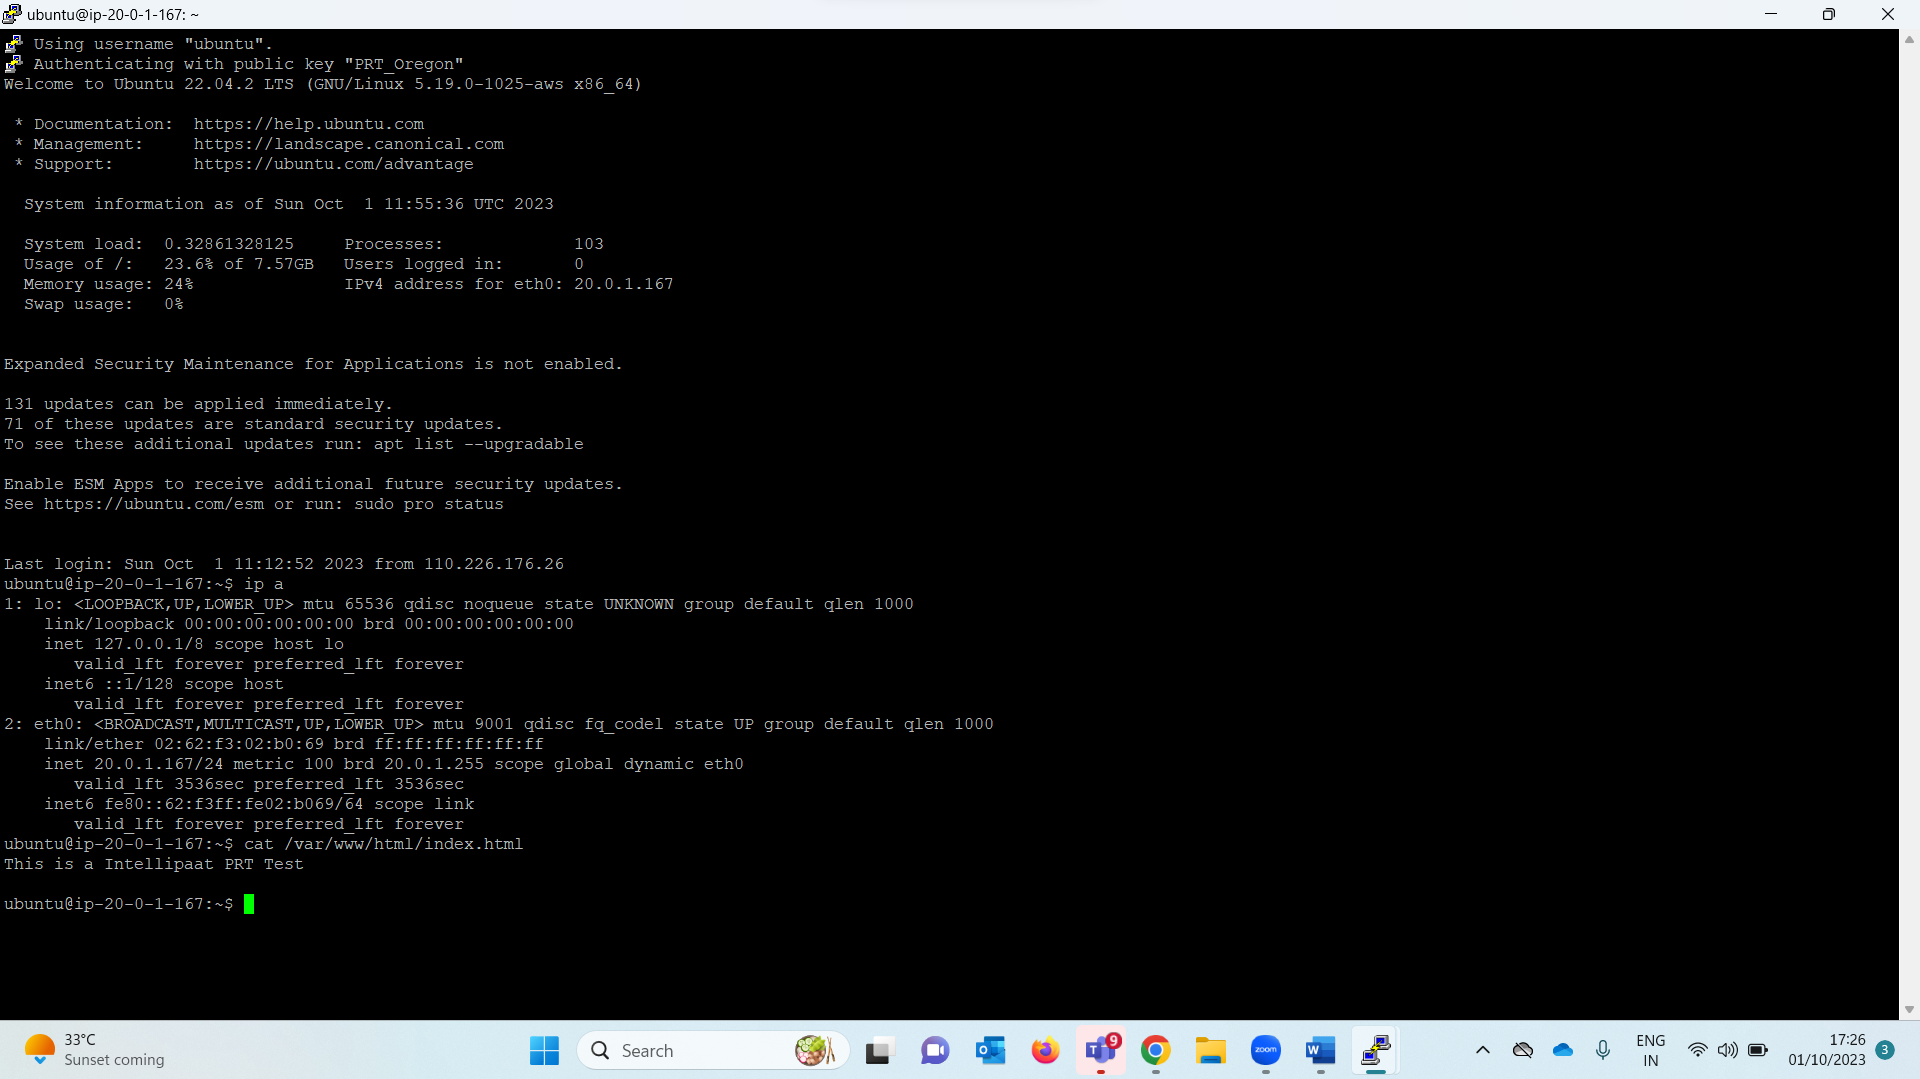 ubuntu@ip-20-0-1-167: ~
Using username "ubuntu".
Authenticating with public key "PRT_Oregon"
Welcome to Ubuntu 22.04.2 LTS (GNU/Linux 5.19.0-1025-aws x86_64)
* Documentation:  https://help.ubuntu.com
* Management:     https://landscape.canonical.com
* Support:        https://ubuntu.com/advantage
System information as of Sun Oct  1 11:55:36 UTC 2023
System load:  0.32861328125     Processes:             103
Usage of /:   23.6% of 7.57GB   Users logged in:       0
Memory usage: 24%               IPv4 address for eth0: 20.0.1.167
Swap usage:   0%
Expanded Security Maintenance for Applications is not enabled.
131 updates can be applied immediately.
71 of these updates are standard security updates.
To see these additional updates run: apt list --upgradable
Enable ESM Apps to receive additional future security updates.
See https://ubuntu.com/esm or run: sudo pro status
Last login: Sun Oct  1 11:12:52 2023 from 110.226.176.26
ubuntu@ip-20-0-1-167:~$ ip a
1: lo: <LOOPBACK,UP,LOWER_UP> mtu 65536 qdisc noqueue state UNKNOWN group default qlen 1000
link/loopback 00:00:00:00:00:00 brd 00:00:00:00:00:00
inet 127.0.0.1/8 scope host lo
valid_lft forever preferred_lft forever
inet6 ::1/128 scope host
valid_lft forever preferred_lft forever
2: eth0: <BROADCAST,MULTICAST,UP,LOWER_UP> mtu 9001 qdisc fq_codel state UP group default qlen 1000
link/ether 02:62:f3:02:b0:69 brd ff:ff:ff:ff:ff:ff
inet 20.0.1.167/24 metric 100 brd 20.0.1.255 scope global dynamic eth0
valid_lft 3536sec preferred_lft 3536sec
inet6 fe80::62:f3ff:fe02:b069/64 scope link
valid_lft forever preferred_lft forever
ubuntu@ip-20-0-1-167:~$ cat /var/www/html/index.html
This is a Intellipaat PRT Test
ubuntu@ip-20-0-1-167:~$
33°C
Sunset coming
Search
9
zoom
ENG
IN
17:26
01/10/2023
3